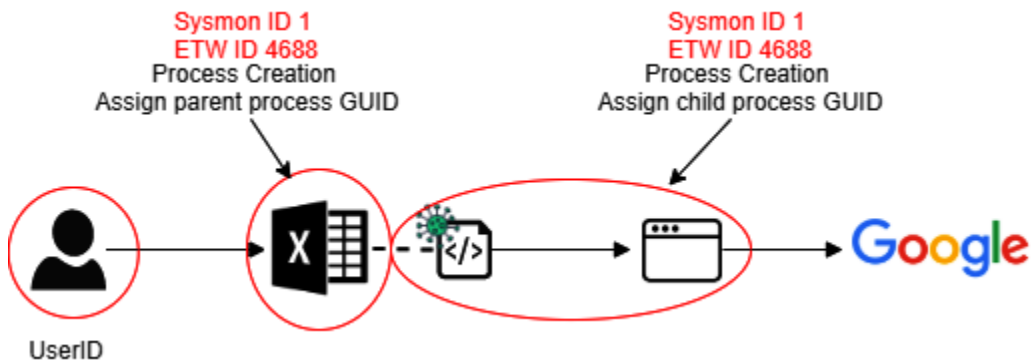 Sysmon ID 1
ETW ID 4688
Process Creation
Assign parent process GUID
Sysmon ID 1
ETW ID 4688
Process Creation
Assign child process GUID
X
</>
Google
UserID